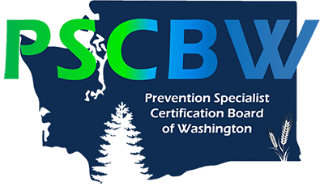 PSCBW
Prevention Specialist
Certification Board
of Washington